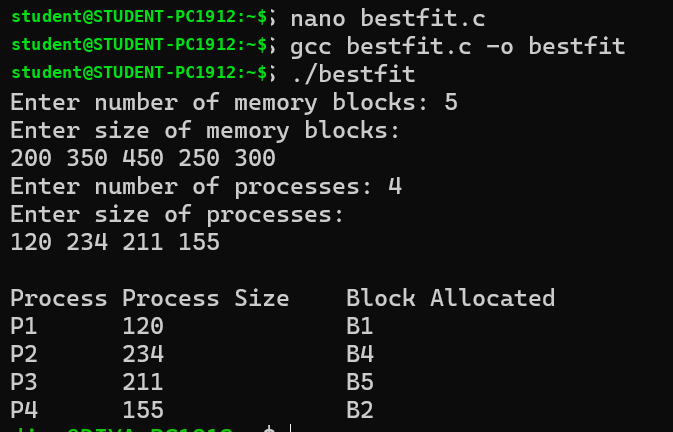 student@STUDENT-PC1912:~$ nano bestfit.c
student@STUDENT-PC1912:~$ gcc bestfit.c -o bestfit
student@STUDENT-PC1912:~$ ./bestfit
Enter number of memory blocks: 5
Enter size of memory blocks:
200 350 450 250 300
Enter number of processes: 4
Enter size of processes:
120 234 211 155
Process Process Size    Block Allocated
P1      120             B1
P2      234             B4
P3      211             B5
P4      155             B2
$